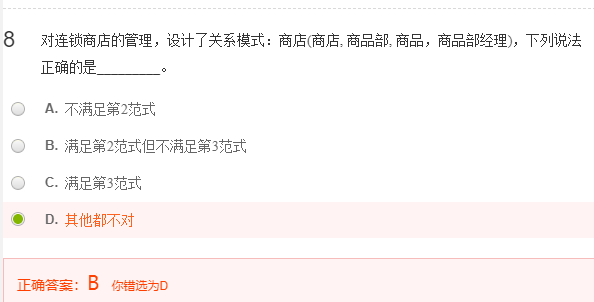 8 对连锁商店的管理，设计了关系模式：商店(商店, 商品部, 商品，商品部经理)，下列说法
正确的是_________。
A. 不满足第2范式
B. 满足第2范式但不满足第3范式
C. 满足第3范式
D. 其他都不对
正确答案：B 你错选为D